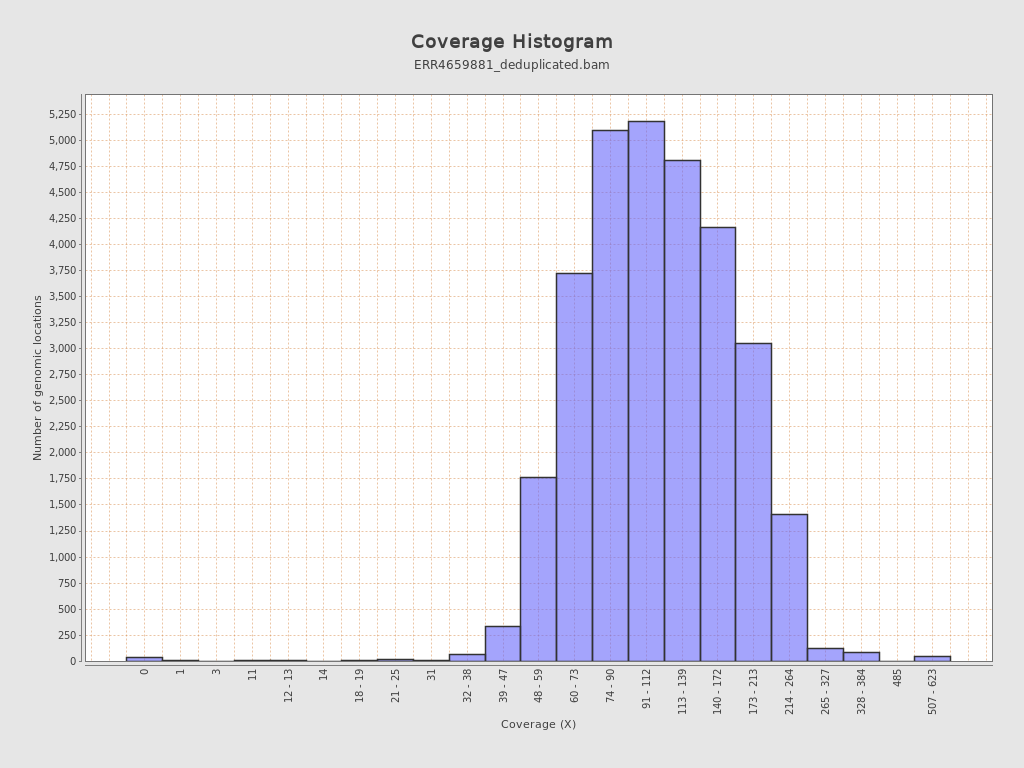 Coverage Histogram
ERR4659881_deduplicated.bam
Number of genomic locations
5,250
5,000
4,750
4,500
4,250
4,000
3,750
3,500
3,250
3,000
2,750
2,500
2,250
2,000
1,750
1,500
1,250
1,000
750
500
250
0
0
1
3
11
12 - 13
14
18 - 19
21 - 25
31
32 - 38
39 - 47
48 - 59
60 - 73
74 - 90
91 - 112
113 - 139
140 - 172
173 - 213
214 - 264
265 - 327
328 - 384
485
507 - 623
Coverage (X)